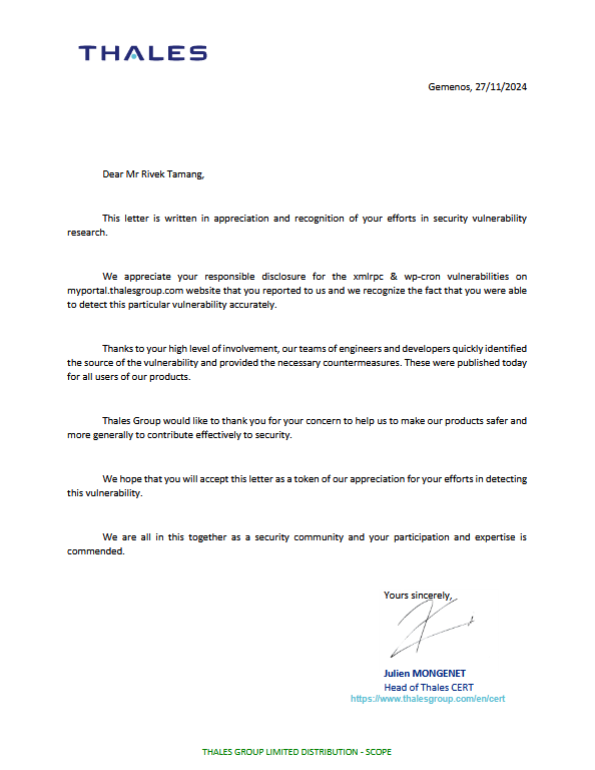 THALES
Gemenos, 27/11/2024
Dear Mr Rivek Tamang,
This letter is written in appreciation and recognition of your efforts in security vulnerability
research.
We appreciate your responsible disclosure for the xmlrpc & wp-cron vulnerabilities on
myportal.thalesgroup.com website that you reported to us and we recognize the fact that you were able
to detect this particular vulnerability accurately.
Thanks to your high level of involvement, our teams of engineers and developers quickly identified
the source of the vulnerability and provided the necessary countermeasures. These were published today
for all users of our products.
Thales Group would like to thank you for your concern to help us to make our products safer and
more generally to contribute effectively to security.
We hope that you will accept this letter as a token of our appreciation for your efforts in detecting
this vulnerability.
We are all in this together as a security community and your participation and expertise is
commended.
Yours sincerely,
Julien MONGENET
Head of Thales CERT
https://www.thalesgroup.com/en/cert
THALES GROUP LIMITED DISTRIBUTION - SCOPE